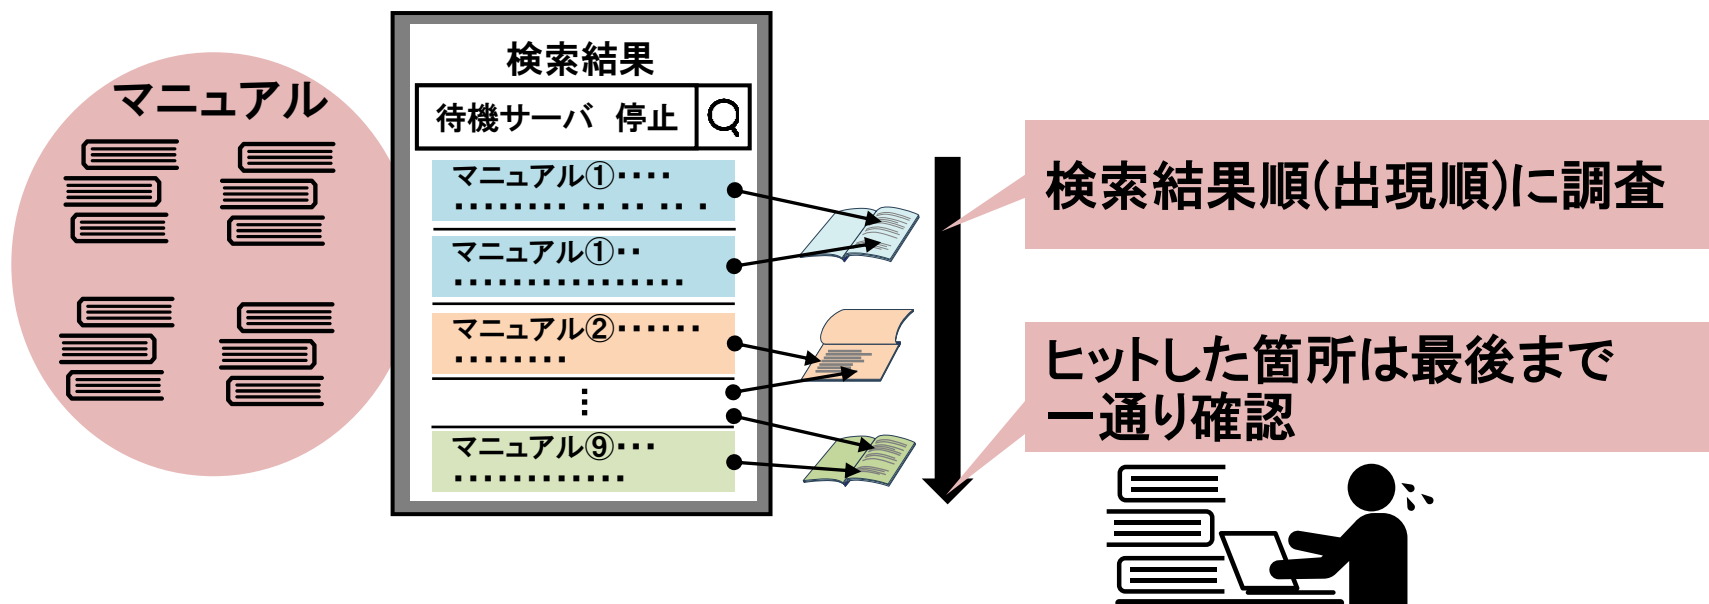 マニュアル
検索結果
待機サーバ 停止
マニュアル①････
マニュアル①･･
マニュアル②･･････
マニュアル⑨･･･
検索結果順(出現順)に調査
ヒットした箇所は最後まで
一通り確認